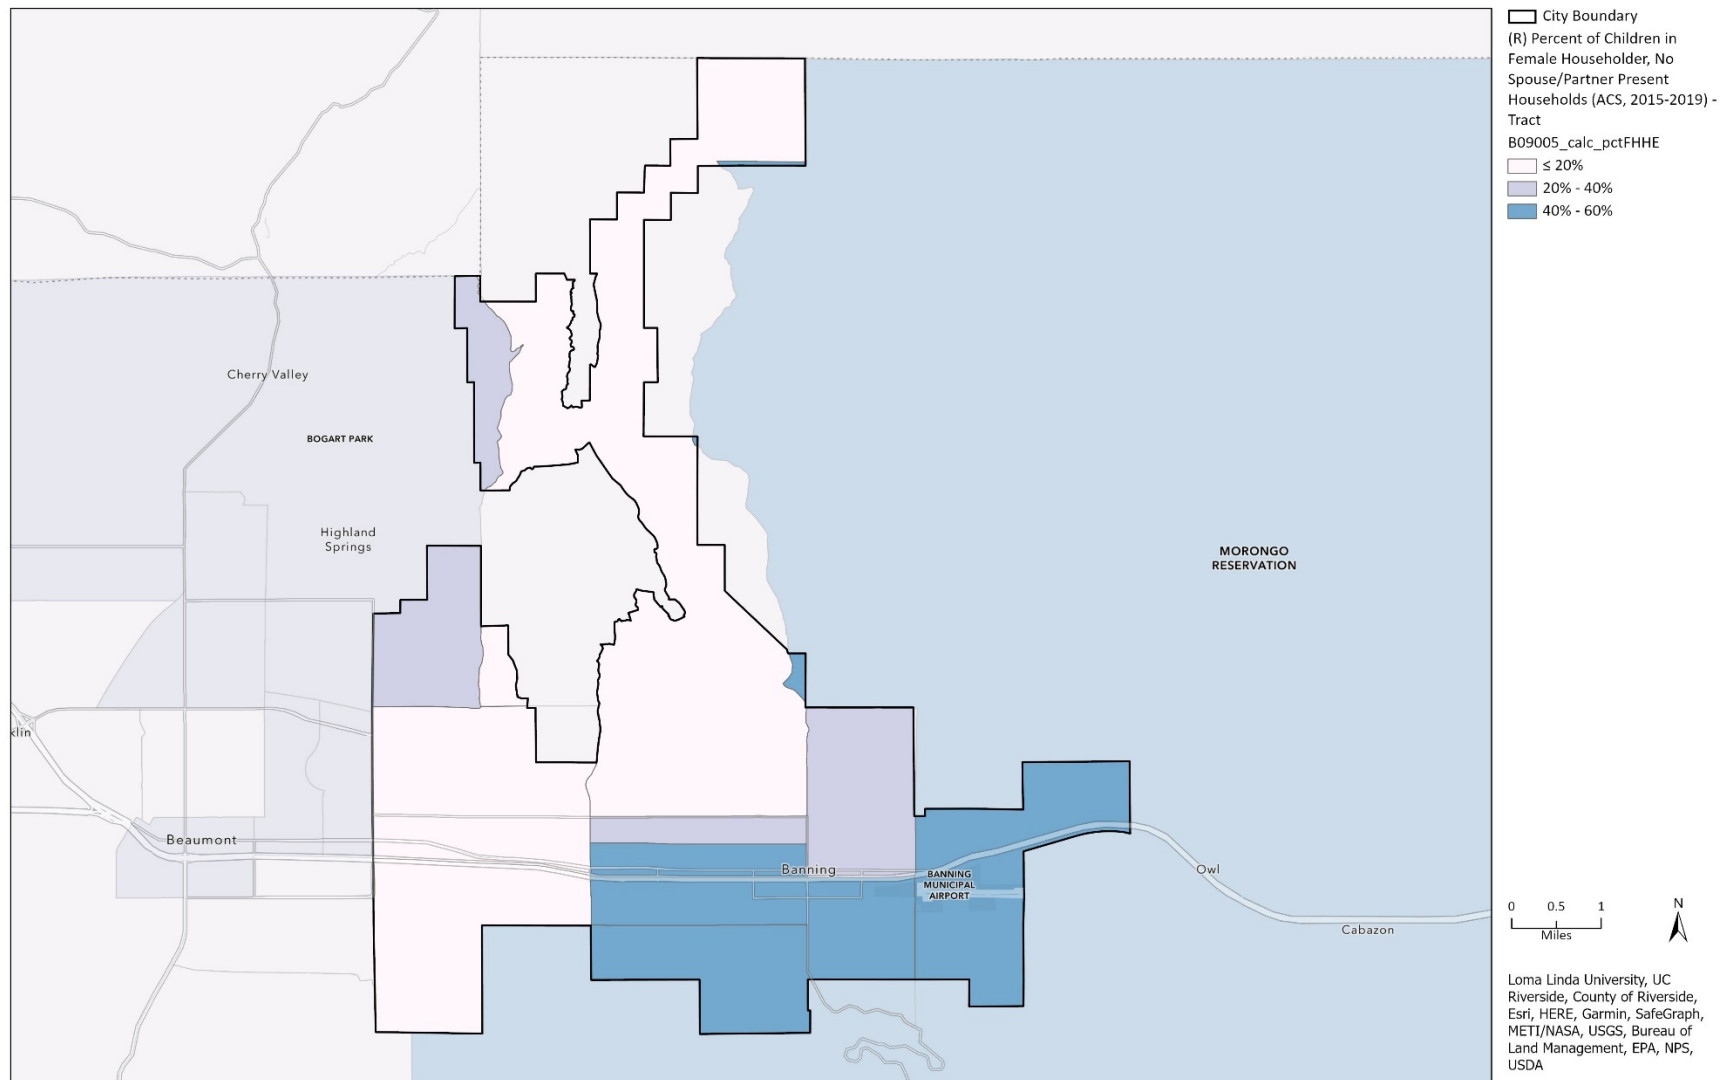 City Boundary
(R) Percent of Children in
Female Householder, No
Spouse/Partner Present
Households (ACS, 2015-2019) -
Tract
B09005_calc_pctFHHE
≤ 20%
20% - 40%
40% - 60%
Cherry Valley
BOGART PARK
Highland
Springs
MORONGO
RESERVATION
klin
Beaumont
Banning
BANNING
MUNICIPAL
AIRPORT
Owl
Cabazon
0 0.5 1
Miles
N
Loma Linda University, UC
Riverside, County of Riverside,
Esri, HERE, Garmin, SafeGraph,
METI/NASA, USGS, Bureau of
Land Management, EPA, NPS,
USDA